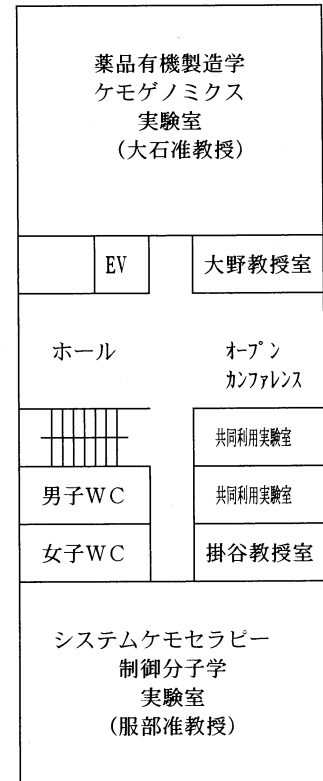 薬品有機製造学
ケモゲノミクス
実験室
(大石准教授)
EV
大野教授室
ホール
オープン
カンファレンス
共同利用実験室
男子WC
共同利用実験室
女子WC
掛谷教授室
システムケモセラピー
制御分子学
実験室
(服部准教授)